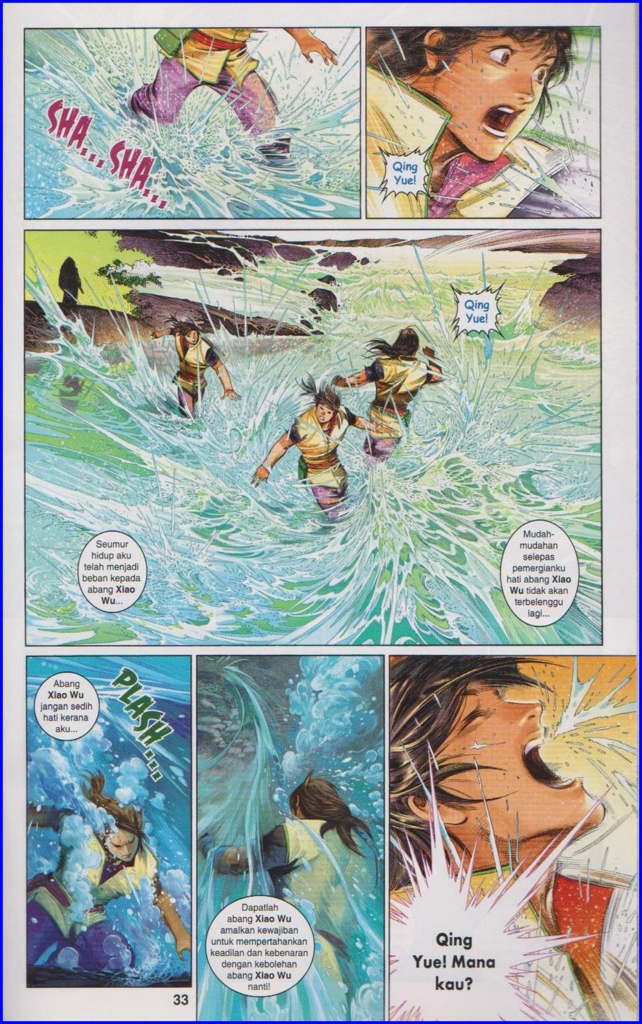 SHA... SHA...
Qing
Yue!
Qing
Yue!
Seumur
hidup aku
telah menjadi
beban kepada
abang Xiao
Wu...
Mudah-
mudahan
selepas
pemergianku
hati abang Xiao
Wu tidak akan
terbelenggu
lagi...
Abang
Xiao Wu
jangan sedih
hati kerana
aku...
PLASH...
Dapatlah
abang Xiao Wu
amalkan kewajiban
untuk mempertahankan
keadilan dan kebenaran
dengan kebolehan
abang Xiao Wu
nanti!
Qing
Yue! Mana
kau?
33